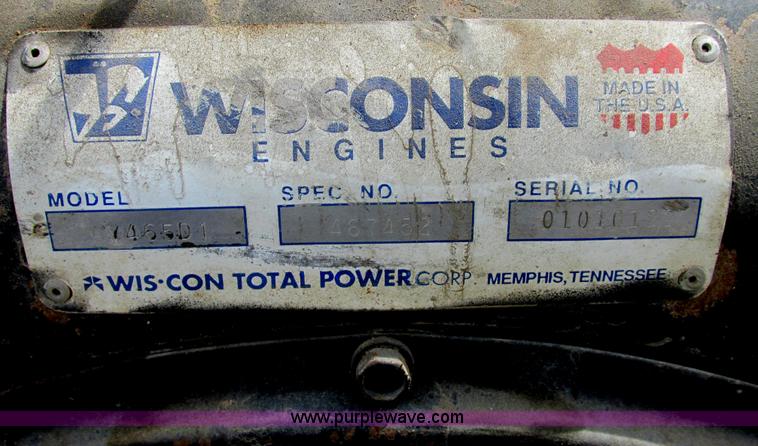 WISCONSIN
ENGINES
MADE IN
THE U.S.A.
MODEL SPEC NO. SERIAL NO.
467452
WIS•CON TOTAL POWER CORP. MEMPHIS, TENNESSEE
www.purplewave.com